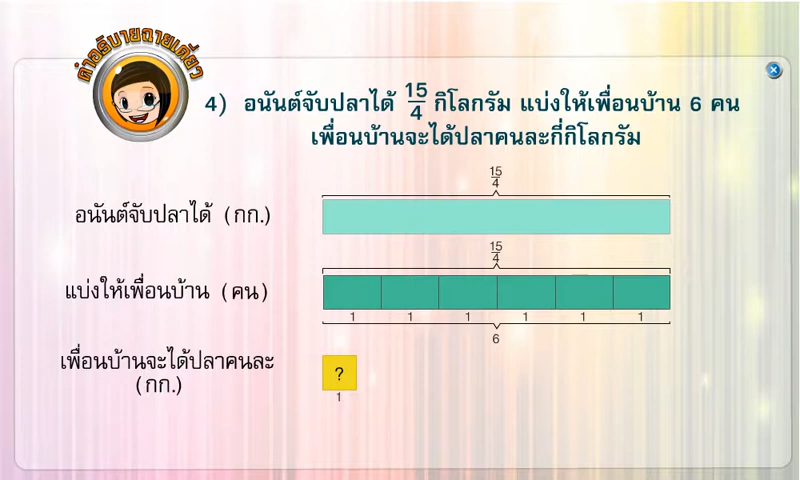 คำอธิบายฉายเดี่ยว
4) อนันต์จับปลาได้ 15/4 กิโลกรัม แบ่งให้เพื่อนบ้าน 6 คน
เพื่อนบ้านจะได้ปลาคนละกี่กิโลกรัม
15/4
อนันต์จับปลาได้ (กก.)
15/4
แบ่งให้เพื่อนบ้าน (คน)
1 1 1 1 1 1
6
เพื่อนบ้านจะได้ปลาคนละ
(กก.)
?
1